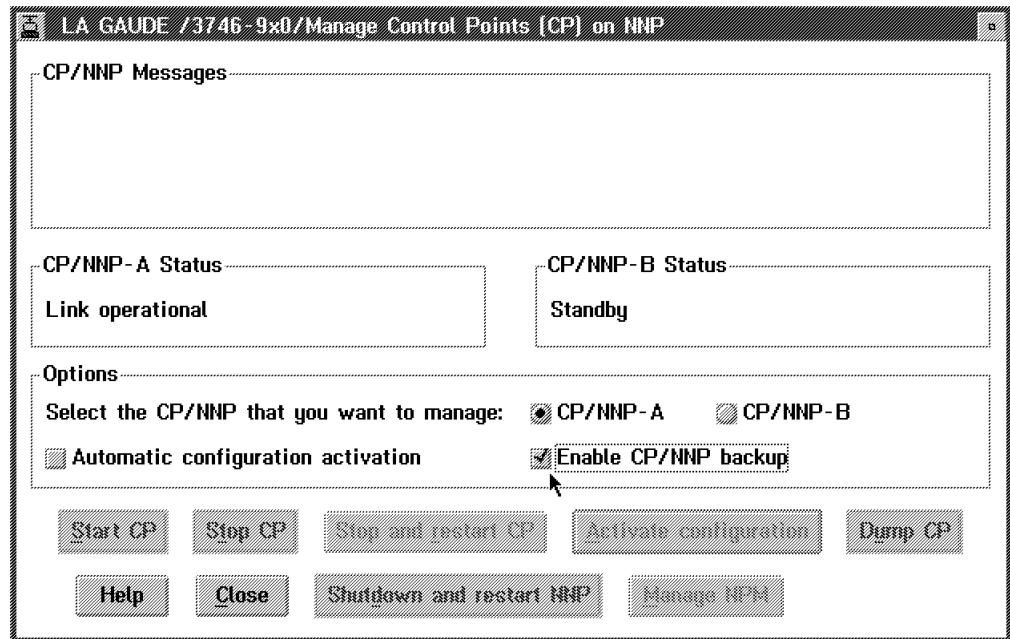 LA GAUDE /3746-9x0/Manage Control Points (CP) on NNP
CP/NNP Messages
CP/NNP-A Status
CP/NNP-B Status
Link operational
Standby
Options
Select the CP/NNP that you want to manage: CP/NNP-A CP/NNP-B
Automatic configuration activation Enable CP/NNP backup
Start CP Stop CP Stop and restart CP Activate configuration Dump CP
Help Close Shutdown and restart NNP Manage NPM